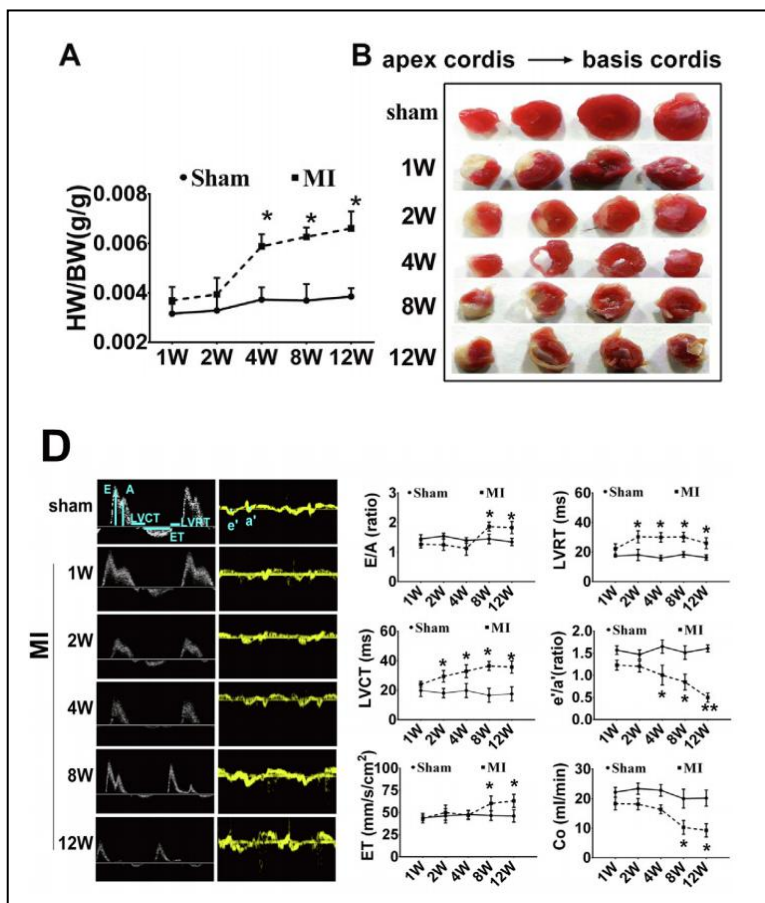 A
Sham MI
HW/BW(g/g)
0.008
0.006
0.004
0.002
* * *
1W 2W 4W 8W 12W
B apex cordis → basis cordis
sham
1W
2W
4W
8W
12W
D
sham
E A
LVCT LVRT
ET
e' a'
MI
1W
2W
4W
8W
12W
Sham MI
E/A (ratio)
3
2
1
0
* *
1W 2W 4W 8W 12W
Sham MI
LVRT (ms)
60
40
20
0
* * * *
1W 2W 4W 8W 12W
Sham MI
LVCT (ms)
60
40
20
0
* * * *
1W 2W 4W 8W 12W
Sham MI
e'/a'(ratio)
2.0
1.5
1.0
0.5
0.0
* * **
1W 2W 4W 8W 12W
Sham MI
ET (mm/s/cm²)
100
75
50
25
0
* *
1W 2W 4W 8W 12W
Sham MI
Co (ml/min)
30
20
10
0
* *
1W 2W 4W 8W 12W